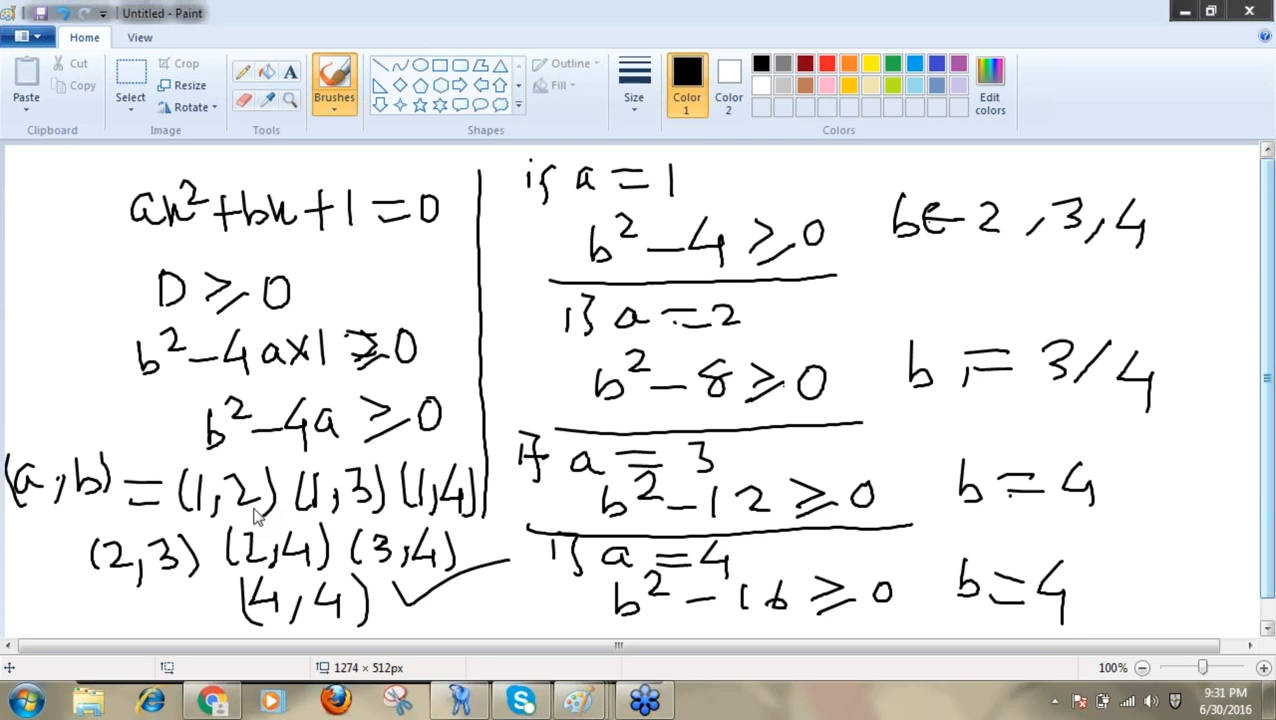 Untitled - Paint
Home View
Paste
Cut
Copy
Clipboard
Select
Crop
Resize
Rotate
Image
Tools
Brushes
Shapes
Outline
Fill
Size
Color 1
Color 2
Edit colors
Colors
ax²+bx+1=0
D ≥ 0
b²-4a×1 ≥ 0
b²-4a ≥ 0
(a,b) = (1,2) (1,3) (1,4)
(2,3) (2,4) (3,4)
(4,4) ✓
if a = 1
b² - 4 ≥ 0
b = 2, 3, 4
if a = 2
b² - 8 ≥ 0
b = 3/4
if a = 3
b² - 12 ≥ 0
b = 4
if a = 4
b² - 16 ≥ 0
b = 4
1274 × 512px
100%
9:31 PM
6/30/2016